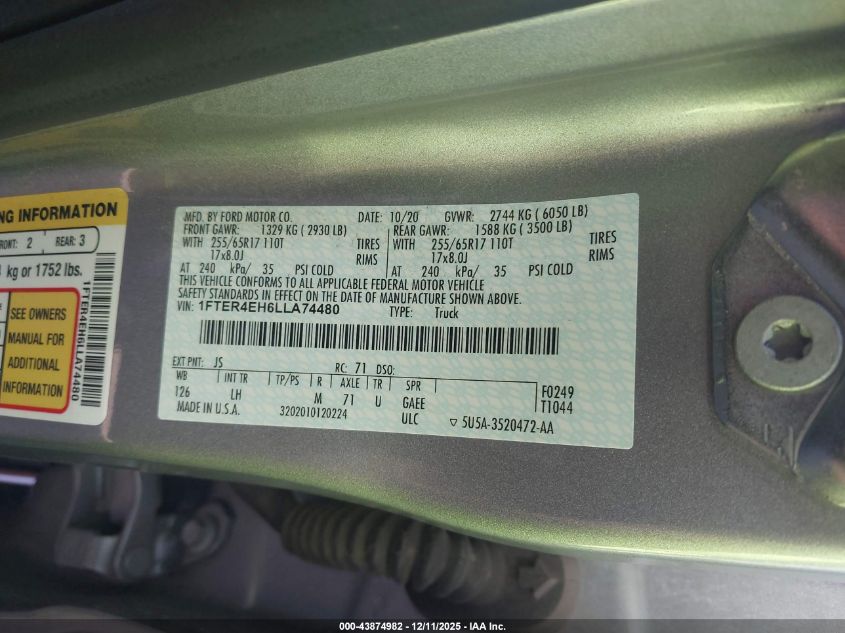 NG INFORMATION
FRONT: 2 REAR: 3
kg or 1752 lbs.
SEE OWNERS
MANUAL FOR
ADDITIONAL
INFORMATION
1FTER4EH6LLA74480
MFD. BY FORD MOTOR CO. DATE: 10/20 GVWR: 2744 KG ( 6050 LB)
FRONT GAWR: 1329 KG ( 2930 LB) REAR GAWR: 1588 KG ( 3500 LB)
WITH 255/65R17 110T TIRES WITH 255/65R17 110T TIRES
17x8.0J RIMS 17x8.0J RIMS
AT 240 kPa/ 35 PSI COLD AT 240 kPa/ 35 PSI COLD
THIS VEHICLE CONFORMS TO ALL APPLICABLE FEDERAL MOTOR VEHICLE
SAFETY STANDARDS IN EFFECT ON THE DATE OF MANUFACTURE SHOWN ABOVE.
VIN: 1FTER4EH6LLA74480 TYPE: Truck
EXT PNT: JS RC: 71 DSO:
WB INT TR TP/PS R AXLE TR SPR
126 LH M 71 U GAEE
F0249
T1044
MADE IN U.S.A. 3202010120224 ULC ▽ 5U5A-3520472-AA
000-43874982 - 12/11/2025 - IAA Inc.